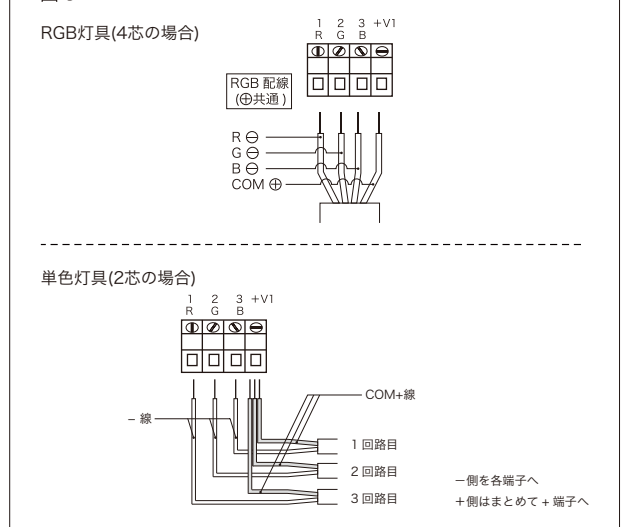 RGB灯具(4芯の場合)
1 2 3 +V1
R G B
RGB 配線
(⊕共通)
R ⊖
G ⊖
B ⊖
COM ⊕
単色灯具(2芯の場合)
1 2 3 +V1
R G B
COM+線
− 線
1 回路目
2 回路目
3 回路目
−側を各端子へ
+側はまとめて + 端子へ